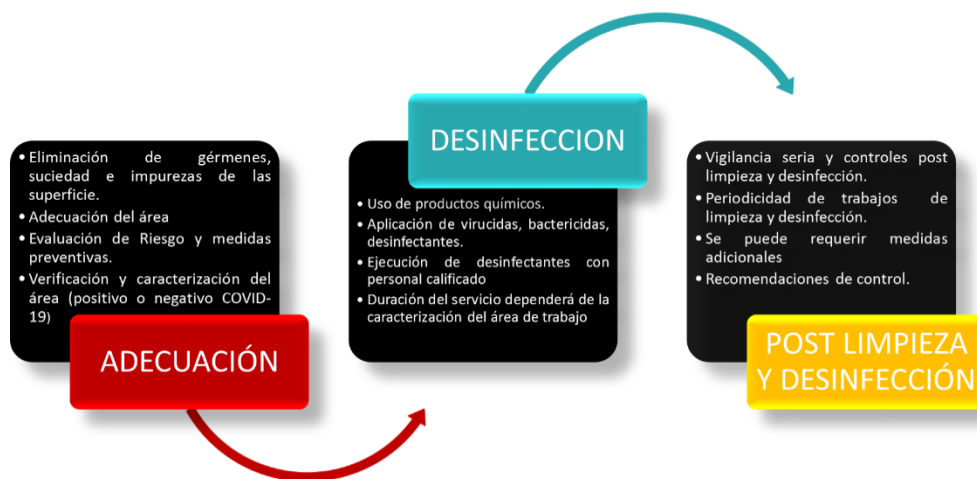 • Eliminación de gérmenes,
suciedad e impurezas de las
superficie.
• Adecuación del área
• Evaluación de Riesgo y medidas
preventivas.
• Verificación y caracterización del
área (positivo o negativo COVID-
19)
ADECUACIÓN
DESINFECCION
• Uso de productos químicos.
• Aplicación de virucidas, bactericidas,
desinfectantes.
• Ejecución de desinfectantes con
personal calificado
• Duración del servicio dependerá de la
caracterización del área de trabajo
• Vigilancia seria y controles post
limpieza y desinfección.
• Periodicidad de trabajos de
limpieza y desinfección.
• Se puede requerir medidas
adicionales
• Recomendaciones de control.
POST LIMPIEZA
Y DESINFECCIÓN